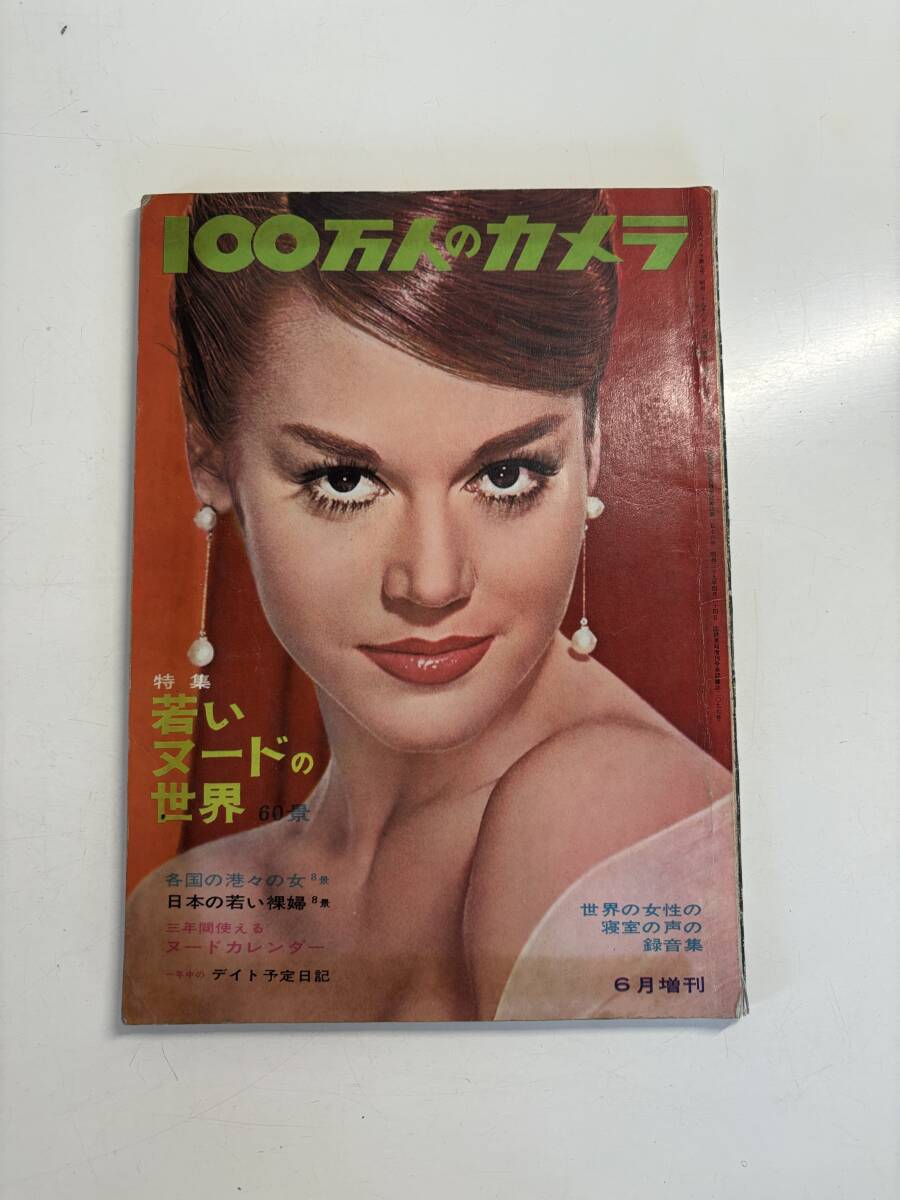 100万人のカメラ
特集
若い
ヌードの
世界 60景
各国の港々の女 8景
日本の若い裸婦 8景
三年間使える
ヌードカレンダー
一年中の デイト予定日記
世界の女性の
寝室の声の
録音集
6月増刊